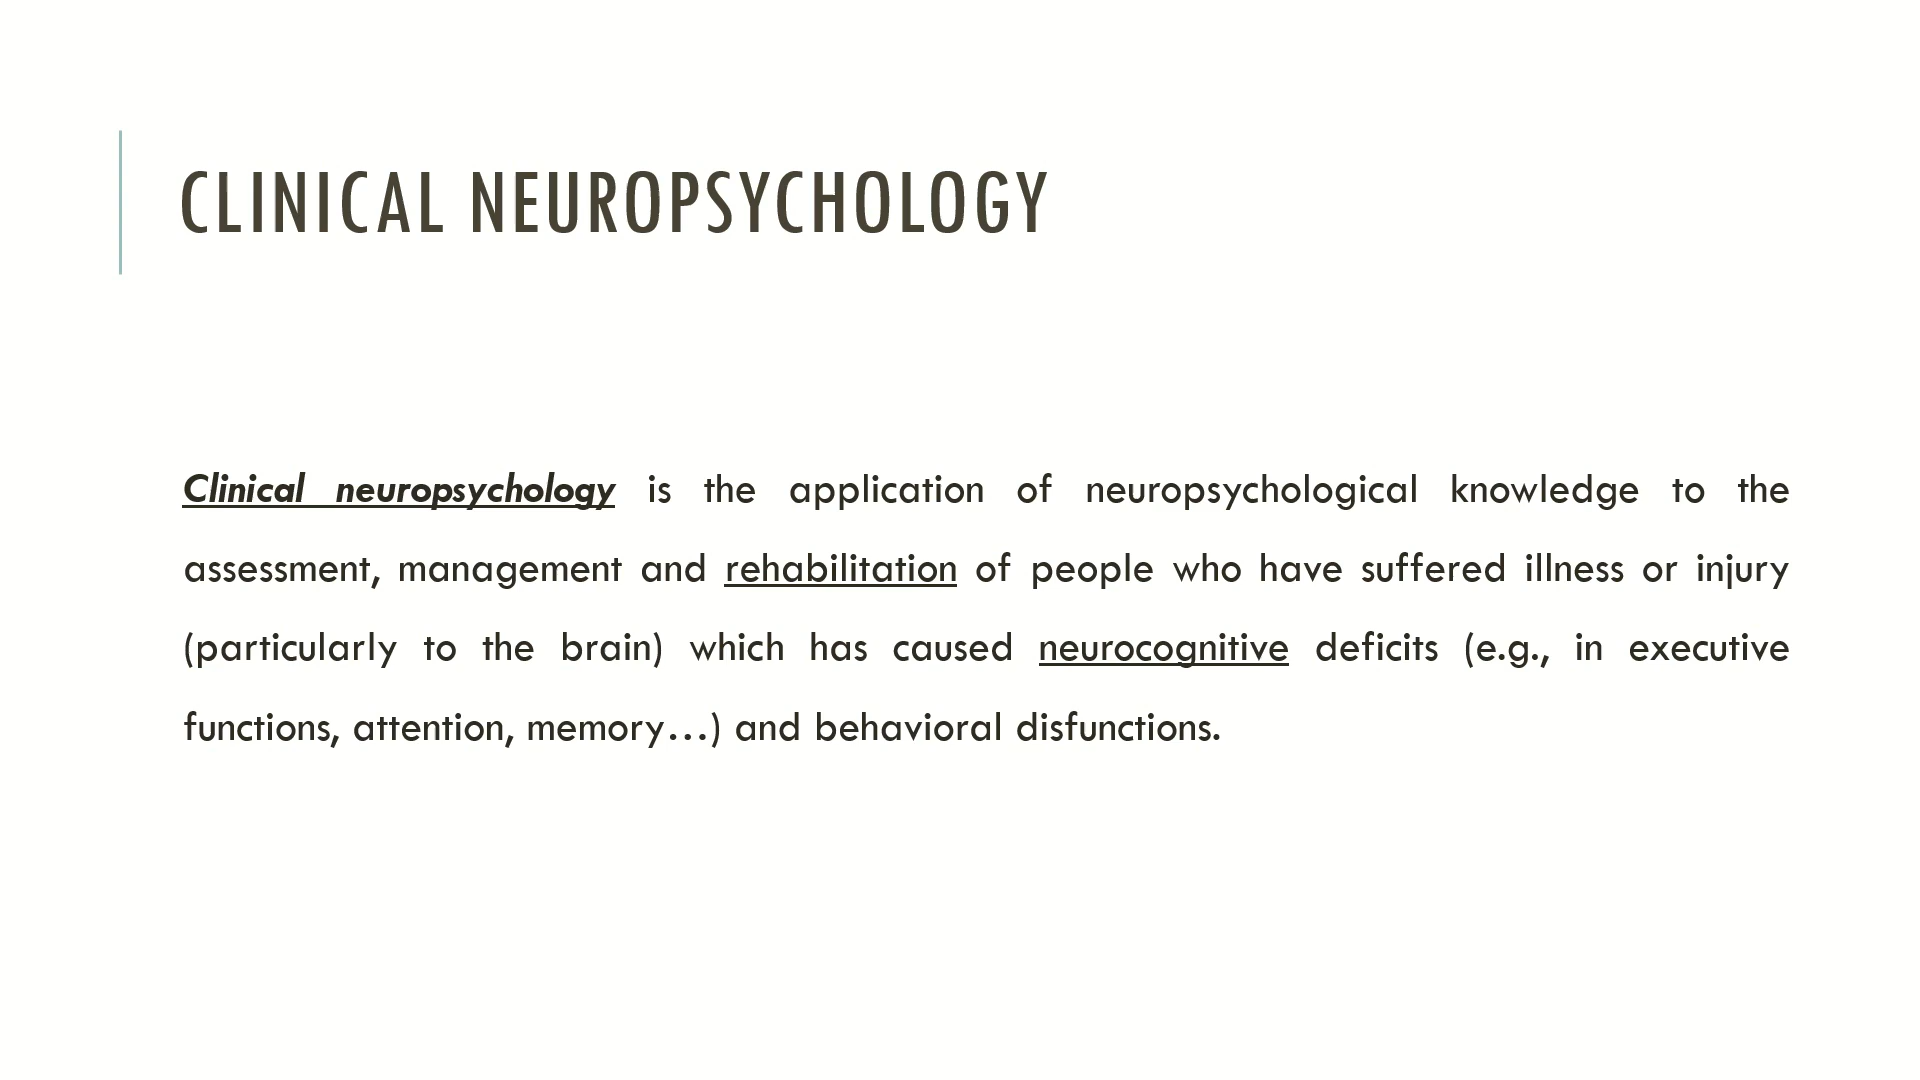 CLINICAL NEUROPSYCHOLOGY
Clinical neuropsychology is the application of neuropsychological knowledge to the
assessment, management and rehabilitation of people who have suffered illness or injury
(particularly to the brain) which has caused neurocognitive deficits (e.g., in executive
functions, attention, memory…) and behavioral disfunctions.